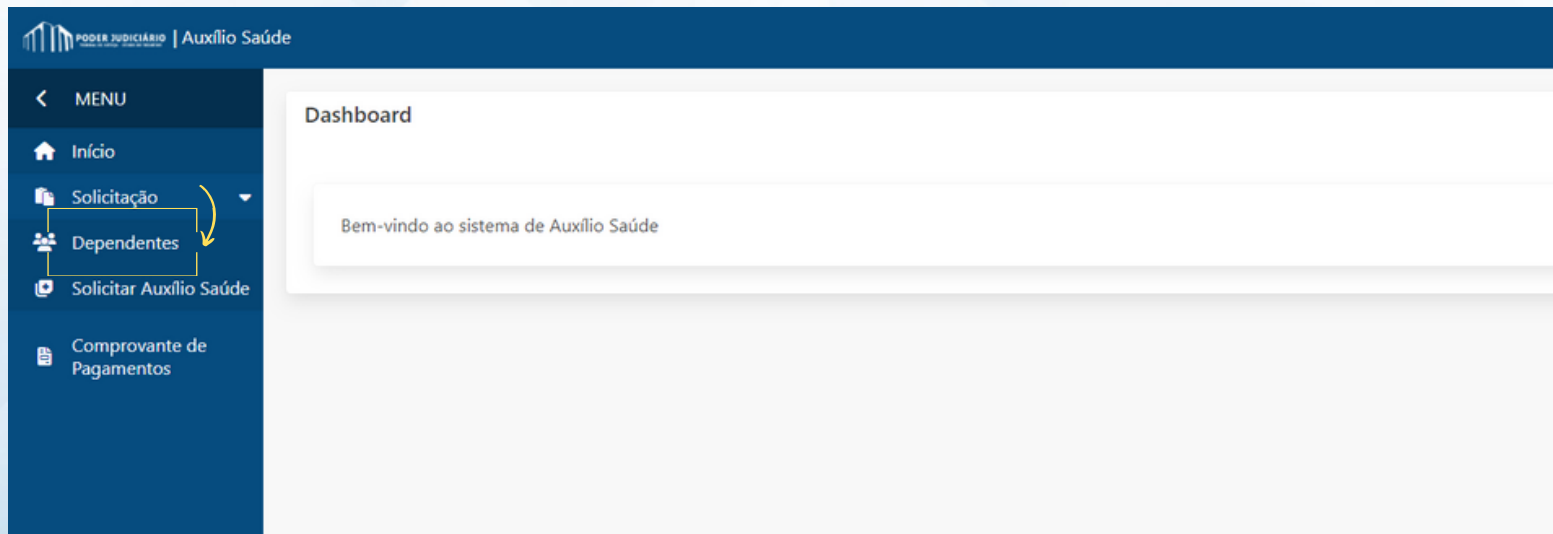 PODER JUDICIÁRIO | Auxílio Saúde
MENU
Início
Solicitação
Dependentes
Solicitar Auxílio Saúde
Comprovante de
Pagamentos
Dashboard
Bem-vindo ao sistema de Auxílio Saúde